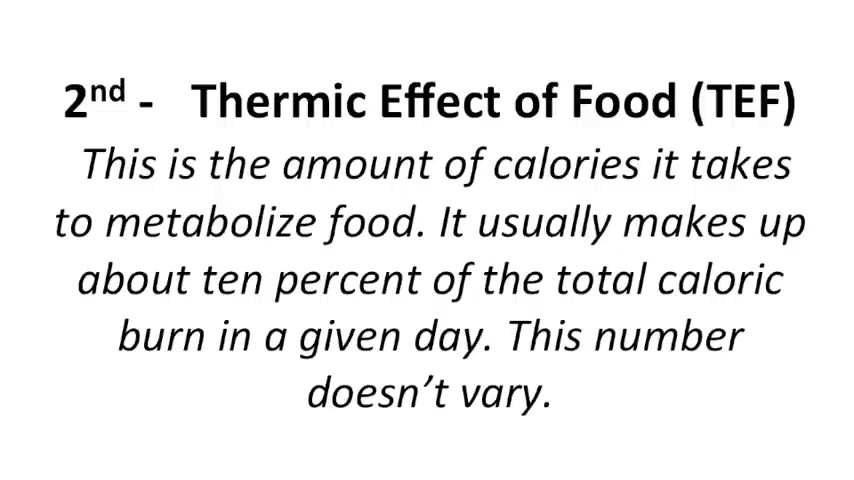 2nd - Thermic Effect of Food (TEF)
This is the amount of calories it takes
to metabolize food. It usually makes up
about ten percent of the total caloric
burn in a given day. This number
doesn’t vary.